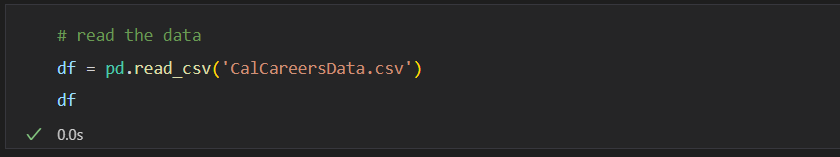 # read the data
df = pd.read_csv('CalCareersData.csv')
df
0.0s